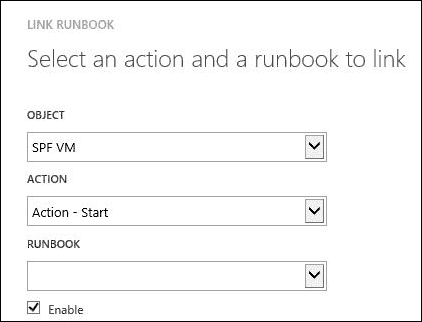 LINK RUNBOOK
Select an action and a runbook to link
OBJECT
SPF VM
ACTION
Action - Start
RUNBOOK
Enable